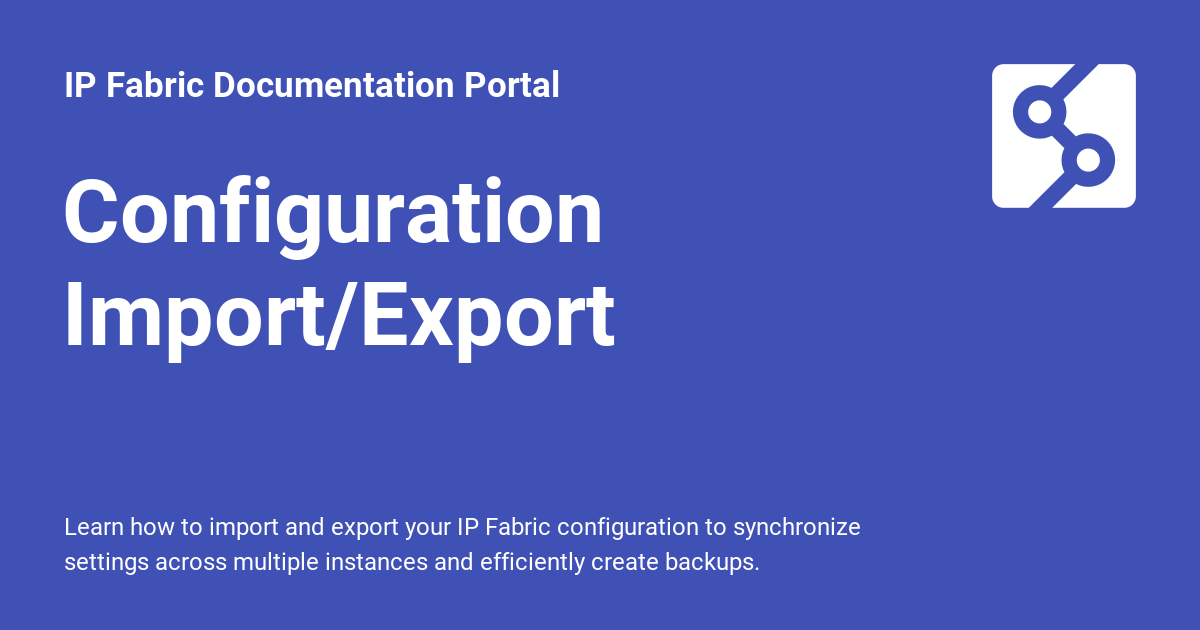 IP Fabric Documentation Portal
Configuration
Import/Export
Learn how to import and export your IP Fabric configuration to synchronize
settings across multiple instances and efficiently create backups.